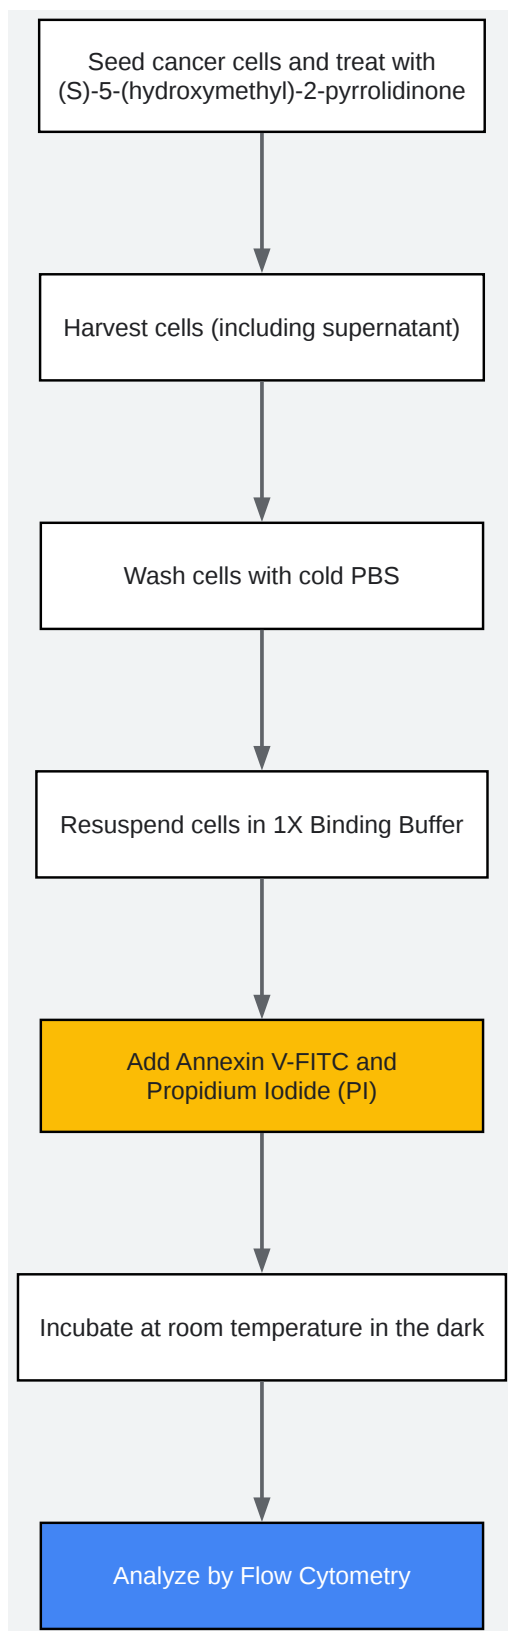 Seed cancer cells and treat with
(S)-5-(hydroxymethyl)-2-pyrrolidinone
Harvest cells (including supernatant)
Wash cells with cold PBS
Resuspend cells in 1X Binding Buffer
Add Annexin V-FITC and
Propidium Iodide (PI)
Incubate at room temperature in the dark
Analyze by Flow Cytometry